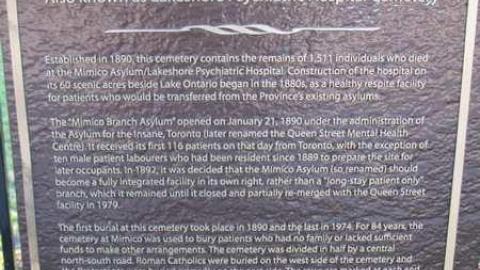 Also known as Lakeshore Psychiatric Hospital Cemetery
Established in 1890, this cemetery contains the remains of 1,511 individuals who died
at the Mimico Asylum/Lakeshore Psychiatric Hospital. Construction of the hospital on
its 60 scenic acres beside Lake Ontario began in the 1880s, as a healthy respite facility
for patients who would be transferred from the Province's existing asylums.
The "Mimico Branch Asylum" opened on January 21, 1890 under the administration of
the Asylum for the Insane, Toronto (later renamed the Queen Street Mental Health
Centre). It received its first 116 patients on that day from Toronto, with the exception of
ten male patient labourers who had been resident since 1889 to prepare the site for
later occupants. In 1892, it was decided that the Mimico Asylum (so renamed) should
become a fully integrated facility in its own right, rather than a "long-stay patient only"
branch, which it remained until it closed and partially re-merged with the Queen Street
facility in 1979.
The first burial at this cemetery took place in 1890 and the last in 1974. For 84 years, the
cemetery at Mimico was used to bury patients who had no family or lacked sufficient
funds to make other arrangements. The cemetery was divided in half by a central
north-south road. Roman Catholics were buried on the west side of the cemetery and